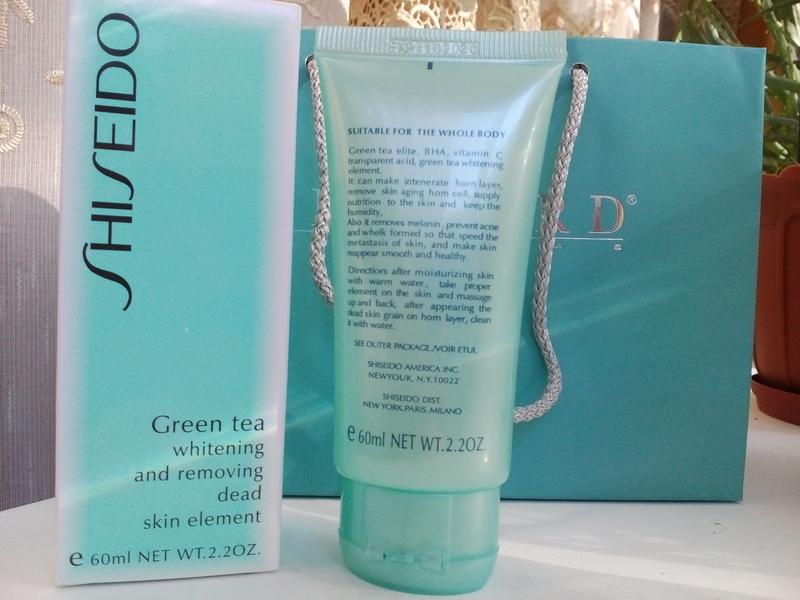 SHISEIDO
Green tea
whitening
and removing
dead
skin element
e 60ml NET WT.2.2OZ.
SUITABLE FOR THE WHOLE BODY
Green tea elite, BHA, vitamin C
transparent acid, green tea whitening
element.
It can make intenerate horn layer,
remove skin aging horn cell, supply
nutrition to the skin and keep the
humidity,
Also it removes melanin, prevent acne
and whelk formed so that speed the
metastasis of skin, and make skin
reappear smooth and healthy.
Direction: after moisturizing skin
with warm water, take proper
element on the skin and massage
up and back, after appearing the
dead skin grain on horn layer, clean
it with water.
SEE OUTER PACKAGE./VOIR ETUI.
SHISEIDO AMERICA INC.
NEWYOUK, N.Y.10022
SHISEIDO DIST.
NEW YORK.PARIS.MILANO
e 60ml NET WT.2.2OZ.
R D®